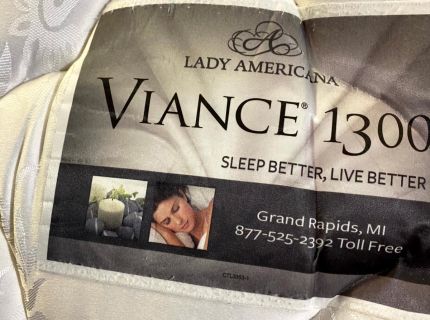 A
LADY AMERICANA
VIANCE® 1300
SLEEP BETTER, LIVE BETTER
Grand Rapids, MI
877-525-2392 Toll Free